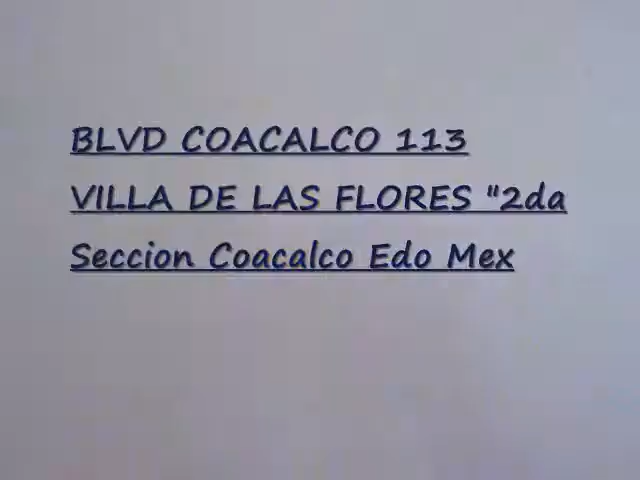 BLVD COACALCO 113
VILLA DE LAS FLORES "2da
Seccion Coacalco Edo Mex